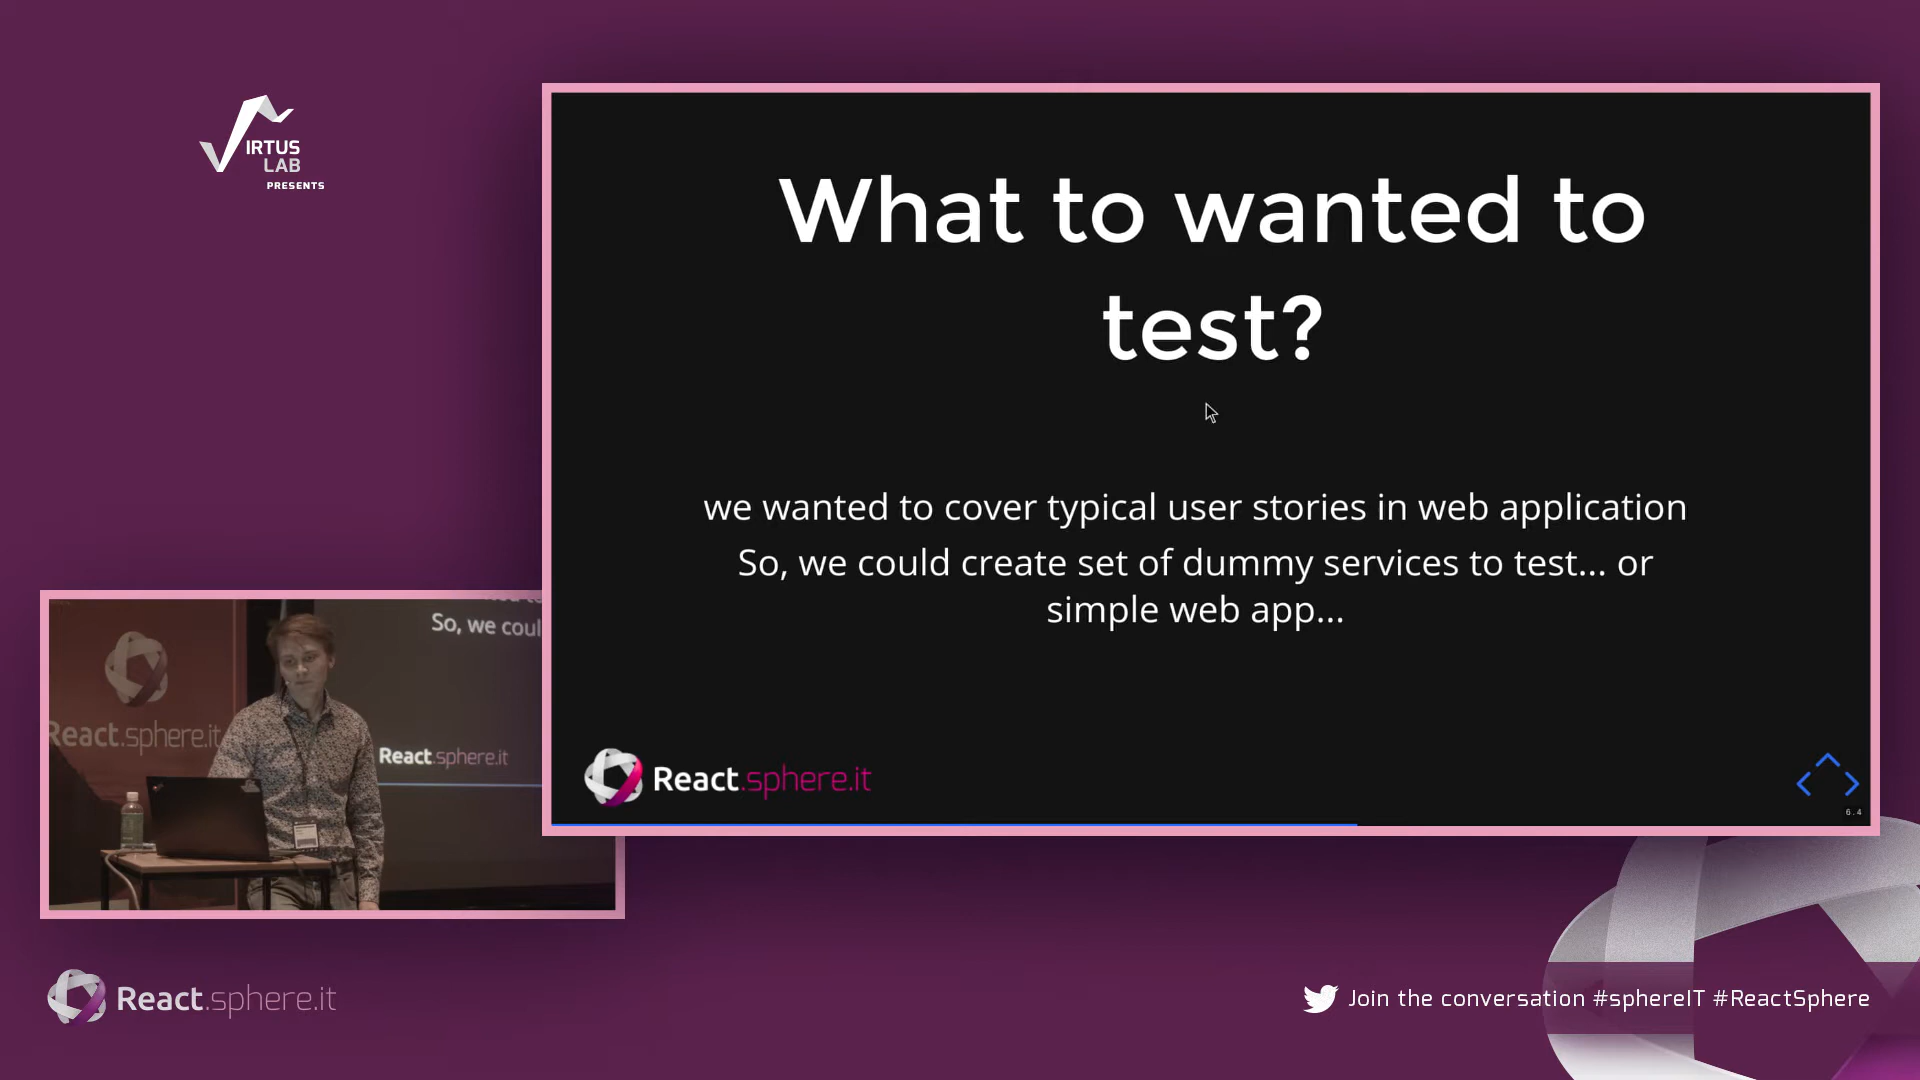 VIRTUS
LAB
PRESENTS
What to wanted to
test?
we wanted to cover typical user stories in web application
So, we could create set of dummy services to test... or
simple web app...
React.sphere.it
6.4
So, we coul
React.sphere.it
React.sphere.it
React.sphere.it
Join the conversation #sphereIT #ReactSphere